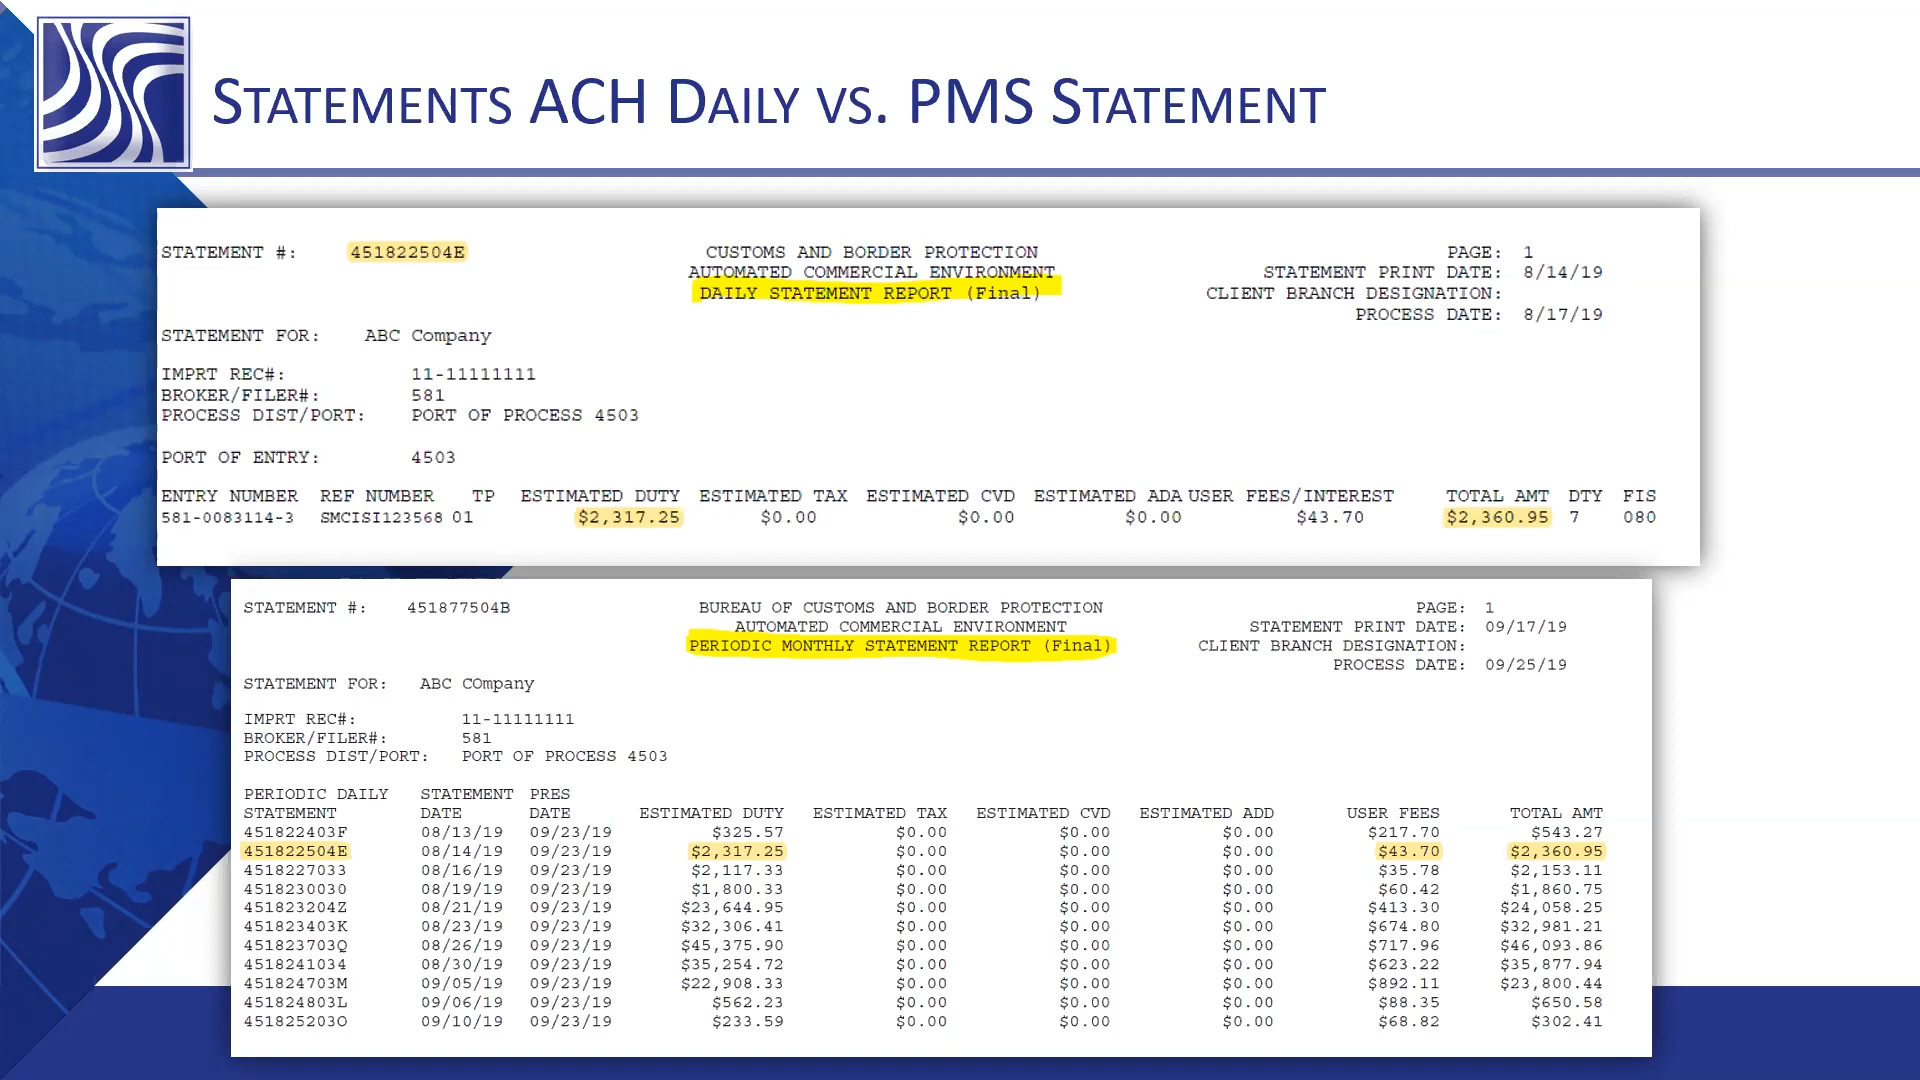 STATEMENTS ACH DAILY VS. PMS STATEMENT
STATEMENT #: 451822504E CUSTOMS AND BORDER PROTECTION PAGE: 1
AUTOMATED COMMERCIAL ENVIRONMENT STATEMENT PRINT DATE: 8/14/19
DAILY STATEMENT REPORT (Final) CLIENT BRANCH DESIGNATION:
PROCESS DATE: 8/17/19
STATEMENT FOR: ABC Company
IMPRT REC#: 11-11111111
BROKER/FILER#: 581
PROCESS DIST/PORT: PORT OF PROCESS 4503
PORT OF ENTRY: 4503
ENTRY NUMBER REF NUMBER TP ESTIMATED DUTY ESTIMATED TAX ESTIMATED CVD ESTIMATED ADA USER FEES/INTEREST TOTAL AMT DTY FIS
581-0083114-3 SMCISI123568 01 $2,317.25 $0.00 $0.00 $0.00 $43.70 $2,360.95 7 080
STATEMENT #: 451877504B BUREAU OF CUSTOMS AND BORDER PROTECTION PAGE: 1
AUTOMATED COMMERCIAL ENVIRONMENT STATEMENT PRINT DATE: 09/17/19
PERIODIC MONTHLY STATEMENT REPORT (Final) CLIENT BRANCH DESIGNATION:
PROCESS DATE: 09/25/19
STATEMENT FOR: ABC COmpany
IMPRT REC#: 11-11111111
BROKER/FILER#: 581
PROCESS DIST/PORT: PORT OF PROCESS 4503
PERIODIC DAILY STATEMENT PRES
STATEMENT DATE DATE ESTIMATED DUTY ESTIMATED TAX ESTIMATED CVD ESTIMATED ADD USER FEES TOTAL AMT
451822403F 08/13/19 09/23/19 $325.57 $0.00 $0.00 $0.00 $217.70 $543.27
451822504E 08/14/19 09/23/19 $2,317.25 $0.00 $0.00 $0.00 $43.70 $2,360.95
4518227033 08/16/19 09/23/19 $2,117.33 $0.00 $0.00 $0.00 $35.78 $2,153.11
4518230030 08/19/19 09/23/19 $1,800.33 $0.00 $0.00 $0.00 $60.42 $1,860.75
451823204Z 08/21/19 09/23/19 $23,644.95 $0.00 $0.00 $0.00 $413.30 $24,058.25
451823403K 08/23/19 09/23/19 $32,306.41 $0.00 $0.00 $0.00 $674.80 $32,981.21
451823703Q 08/26/19 09/23/19 $45,375.90 $0.00 $0.00 $0.00 $717.96 $46,093.86
4518241034 08/30/19 09/23/19 $35,254.72 $0.00 $0.00 $0.00 $623.22 $35,877.94
451824703M 09/05/19 09/23/19 $22,908.33 $0.00 $0.00 $0.00 $892.11 $23,800.44
451824803L 09/06/19 09/23/19 $562.23 $0.00 $0.00 $0.00 $88.35 $650.58
451825203O 09/10/19 09/23/19 $233.59 $0.00 $0.00 $0.00 $68.82 $302.41